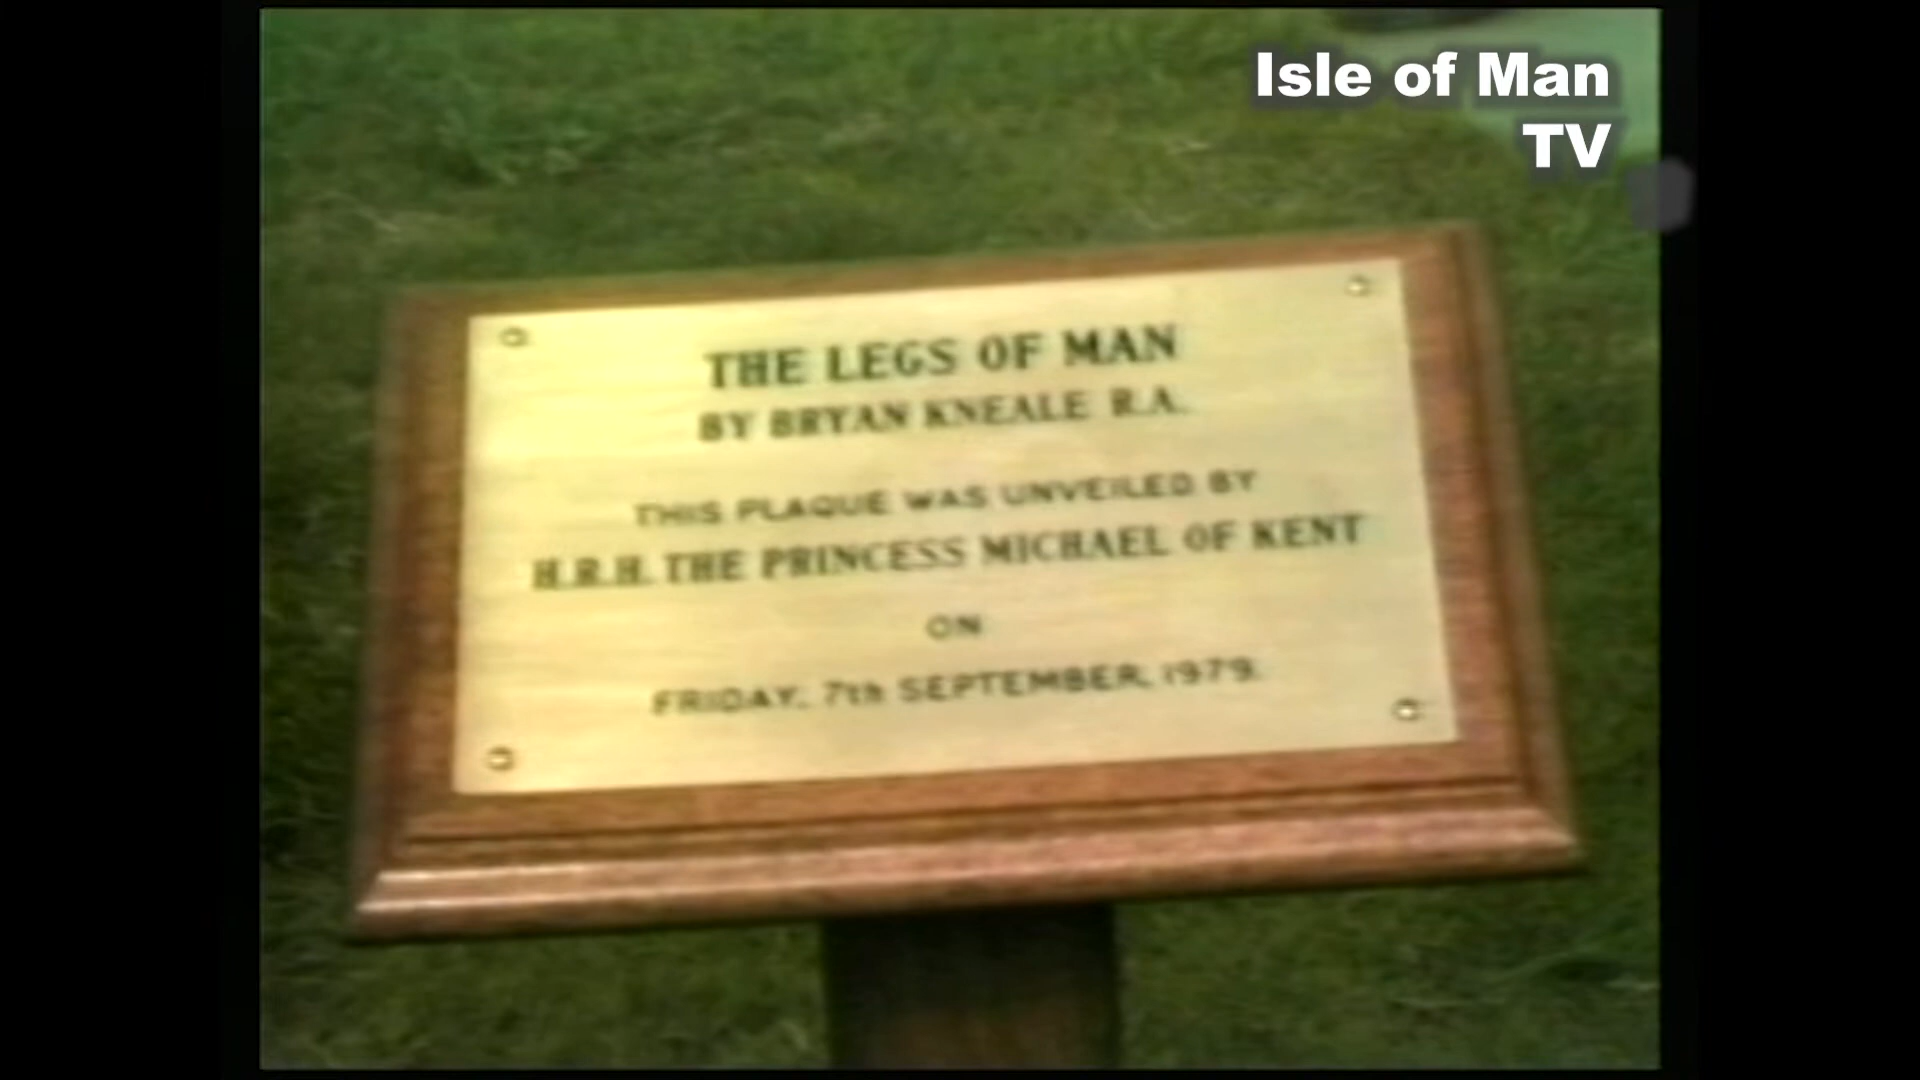 Isle of Man
TV
THE LEGS OF MAN
BY BRYAN KNEALE R.A.
THIS PLAQUE WAS UNVEILED BY
H.R.H. THE PRINCESS MICHAEL OF KENT
ON
FRIDAY, 7th SEPTEMBER, 1979.